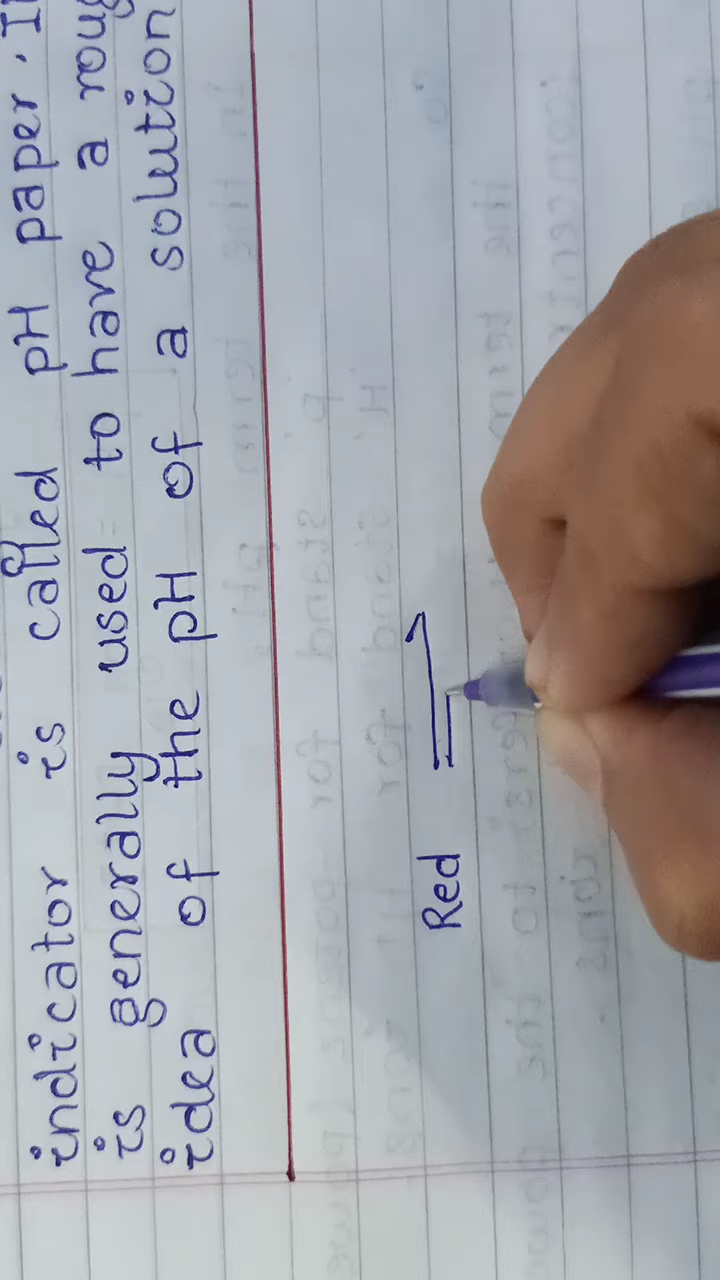 indicator is called pH paper. I
is generally used to have a roug
idea of the pH of a solution
Red